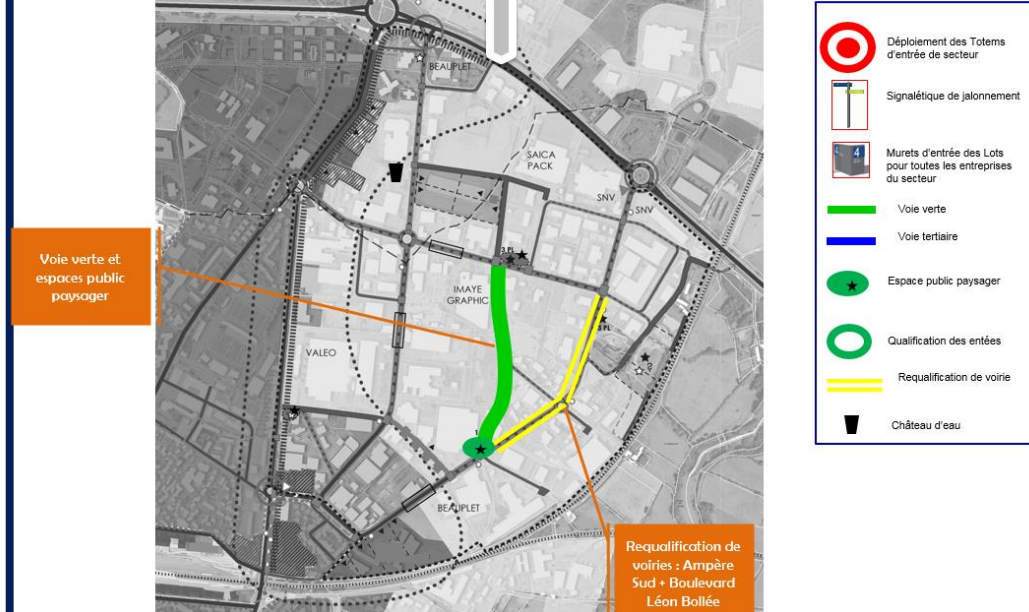 BEAUPLET
SAICA
PACK
SNV
SNV
3 PL
IMAYE
GRAPHIC
VALEO
BEAUPLET
Voie verte et
espaces public
paysager
Requalification de
voiries : Ampère
Sud + Boulevard
Léon Bollée
Déploiement des Totems
d'entrée de secteur
Signalétique de jalonnement
4
Murets d'entrée des Lots
pour toutes les entreprises
du secteur
Voie verte
Voie tertiaire
Espace public paysager
Qualification des entées
Requalification de voirie
Château d'eau